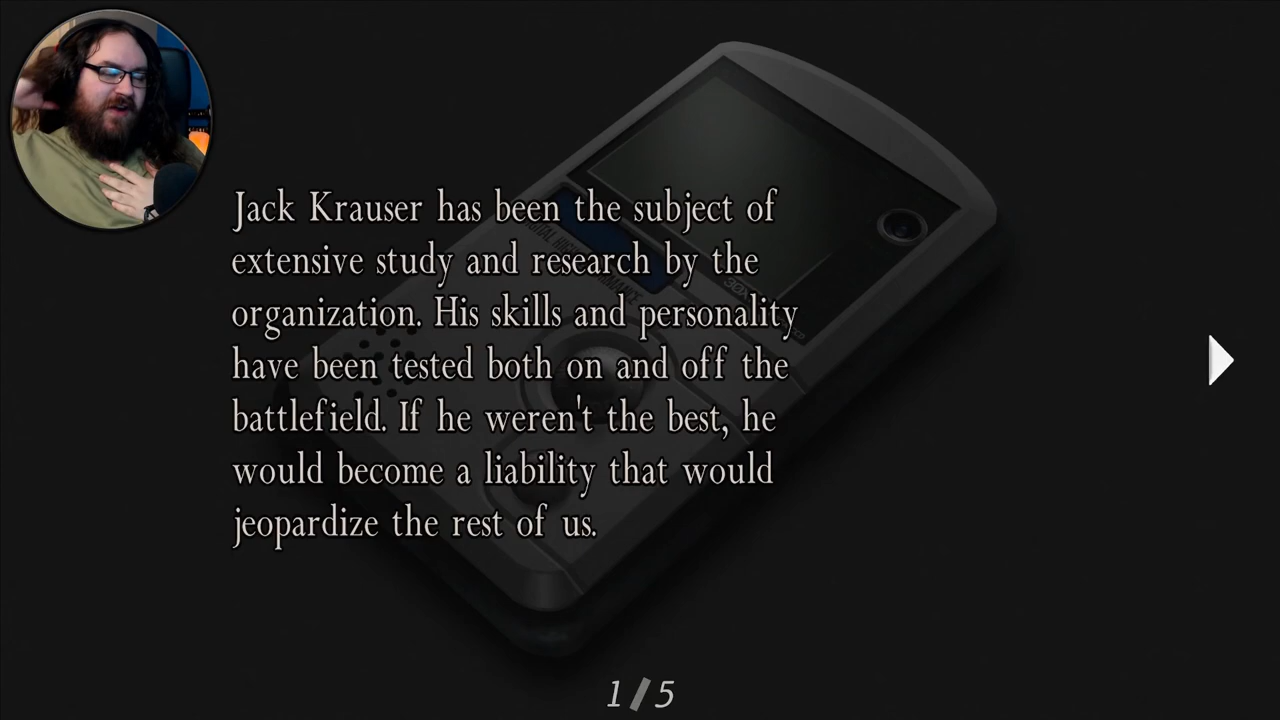 Jack Krauser has been the subject of
extensive study and research by the
organization. His skills and personality
have been tested both on and off the
battlefield. If he weren't the best, he
would become a liability that would
jeopardize the rest of us.
1/5